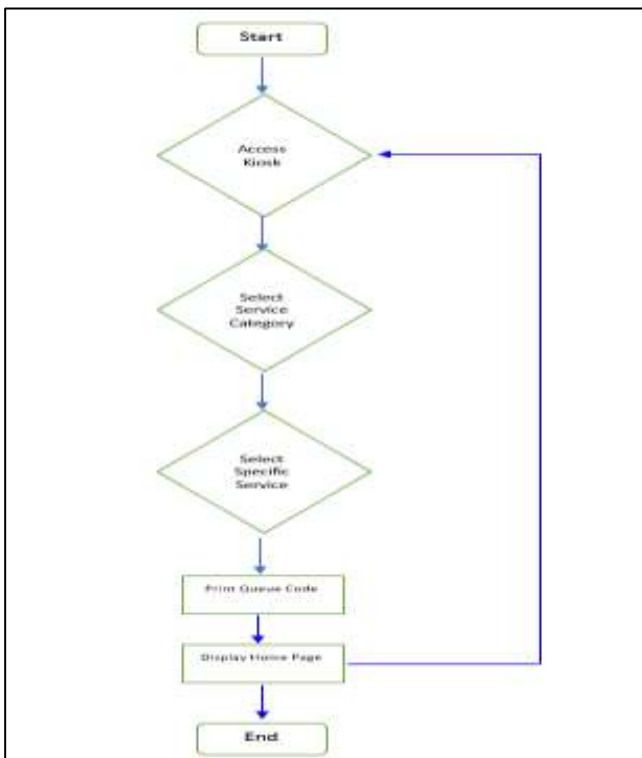 Start
Access
Kiosk
Select
Service
Category
Select
Specific
Service
Print Queue Code
Display Home Page
End